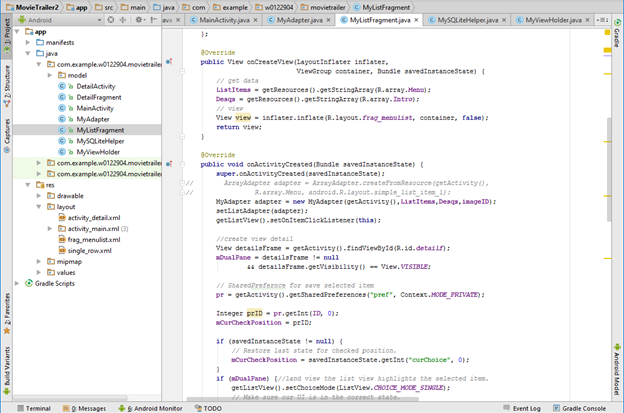 MovieTrailer2 app src main java com example w0122904 movietrailer MyListFragment
Android
MainActivity.java MyAdapter.java MyListFragment.java MySQLiteHelper.java MyViewHolder.java
1: Project
7: Structure
Captures
2: Favorites
Build Variants
app
manifests
java
com.example.w0122904.movietrailer
model
DetailActivity
DetailFragment
MainActivity
MyAdapter
MyListFragment
MySQLiteHelper
MyViewHolder
com.example.w0122904.movietrailer
com.example.w0122904.movietrailer
res
drawable
layout
activity_detail.xml
activity_main.xml (3)
frag_menulist.xml
single_row.xml
mipmap
values
Gradle Scripts
};
@Override
public View onCreateView(LayoutInflater inflater,
ViewGroup container, Bundle savedInstanceState) {
// get data
ListItems = getResources().getStringArray(R.array.Menu);
Desqs = getResources().getStringArray(R.array.Intro);
// view
View view = inflater.inflate(R.layout.frag_menulist, container, false);
return view;
}
@Override
public void onActivityCreated(Bundle savedInstanceState) {
super.onActivityCreated(savedInstanceState);
// ArrayAdapter adapter = ArrayAdapter.createFromResource(getActivity(),
// R.array.Menu, android.R.layout.simple_list_item_1);
MyAdapter adapter = new MyAdapter(getActivity(),ListItems,Desqs,imageID);
setListAdapter(adapter);
getListView().setOnItemClickListener(this);
//create view detail
View detailsFrame = getActivity().findViewById(R.id.detailf);
mDualPane = detailsFrame != null
&& detailsFrame.getVisibility() == View.VISIBLE;
// SharedPrefernce for save selected item
pr = getActivity().getSharedPreferences("pref", Context.MODE_PRIVATE);
Integer prID = pr.getInt(ID, 0);
mCurCheckPosition = prID;
if (savedInstanceState != null) {
// Restore last state for checked position.
mCurCheckPosition = savedInstanceState.getInt("curChoice", 0);
}
if (mDualPane) {//land view the list view highlights the selected item.
getListView().setChoiceMode(ListView.CHOICE_MODE_SINGLE);
// Make sure our UI is in the correct state.
Gradle
Android Model
Terminal 0: Messages 6: Android Monitor TODO Event Log Gradle Console